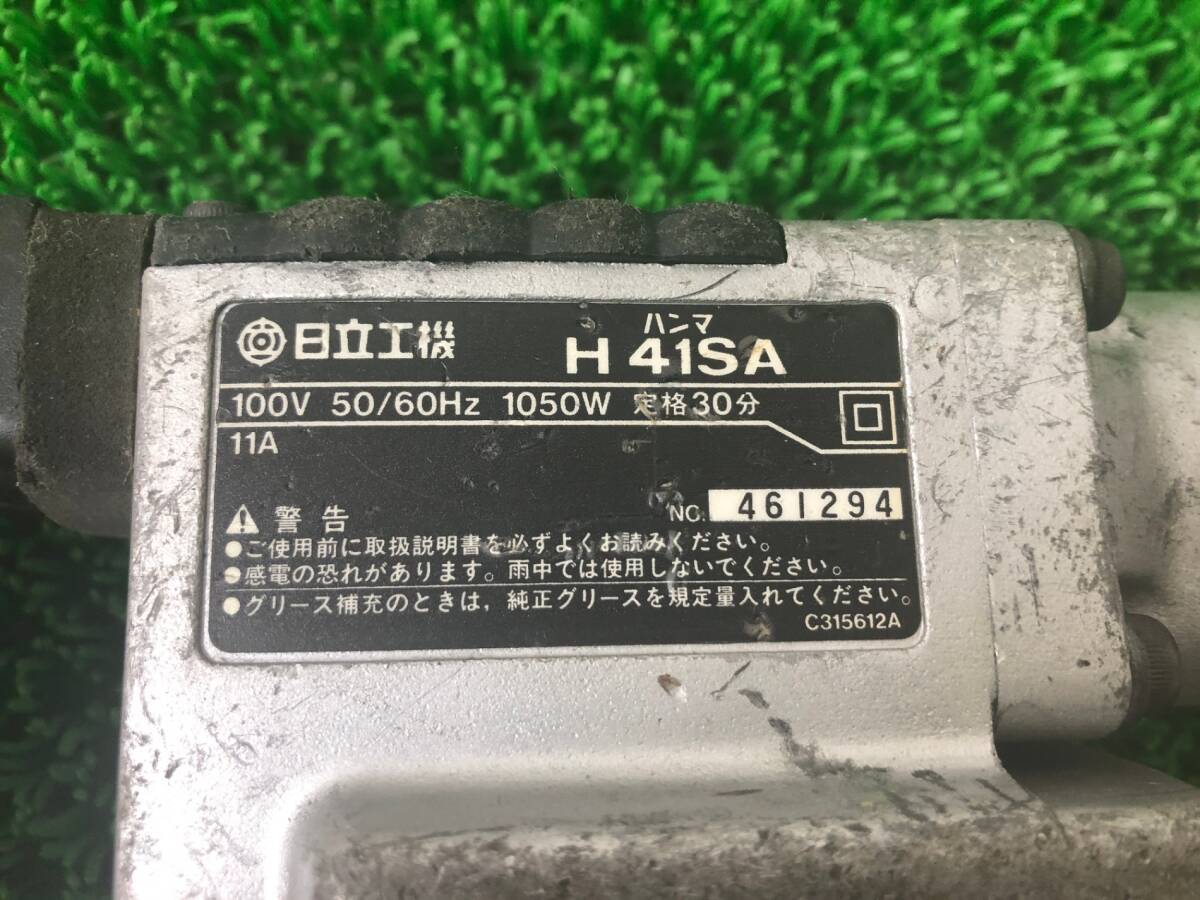 日立工機
ハンマ
H 41SA
100V 50/60Hz 1050W 定格30分
11A
NO. 461294
警告
●ご使用前に取扱説明書を必ずよくお読みください。
●感電の恐れがあります。雨中では使用しないでください。
●グリース補充のときは,純正グリースを規定量入れてください。
C315612A